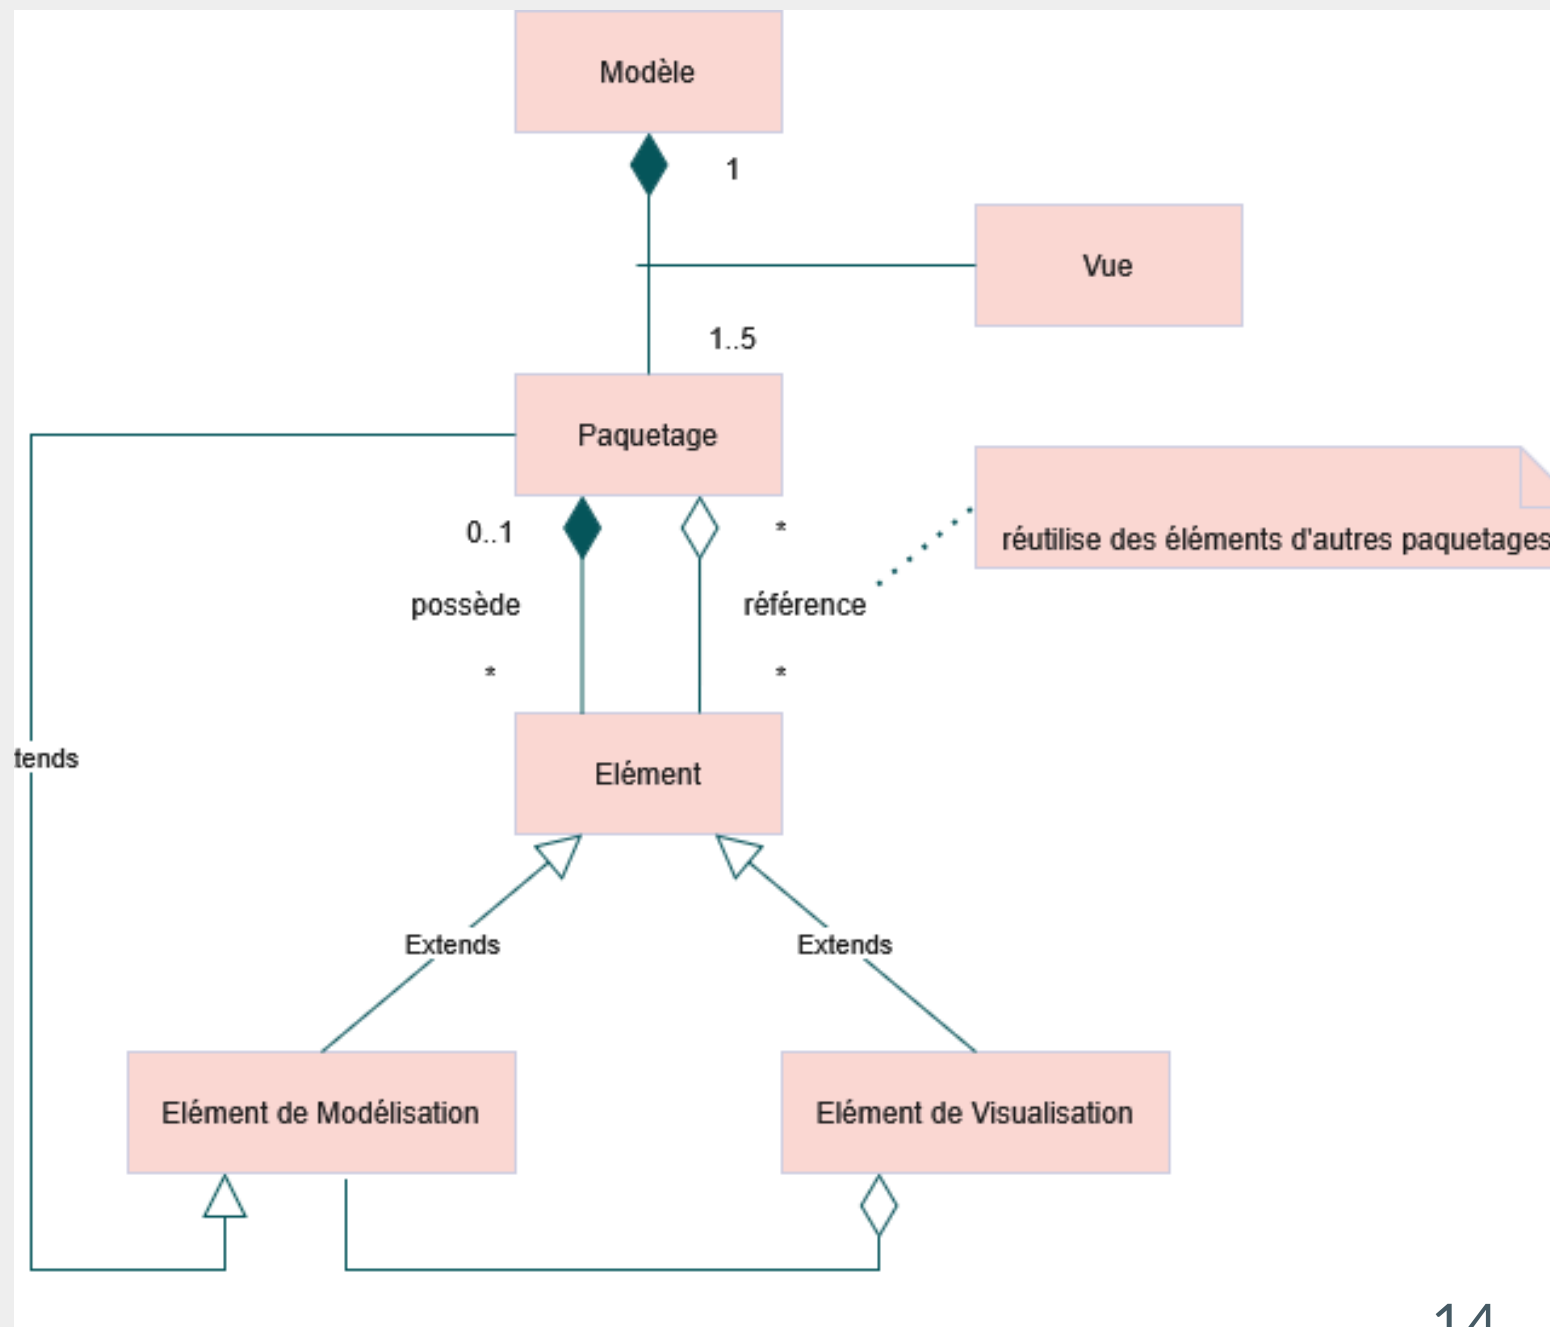 Modèle
1
Vue
1..5
Paquetage
0..1
*
réutilise des éléments d'autres paquetages
possède
référence
*
*
tends
Elément
Extends
Extends
Elément de Modélisation
Elément de Visualisation
14